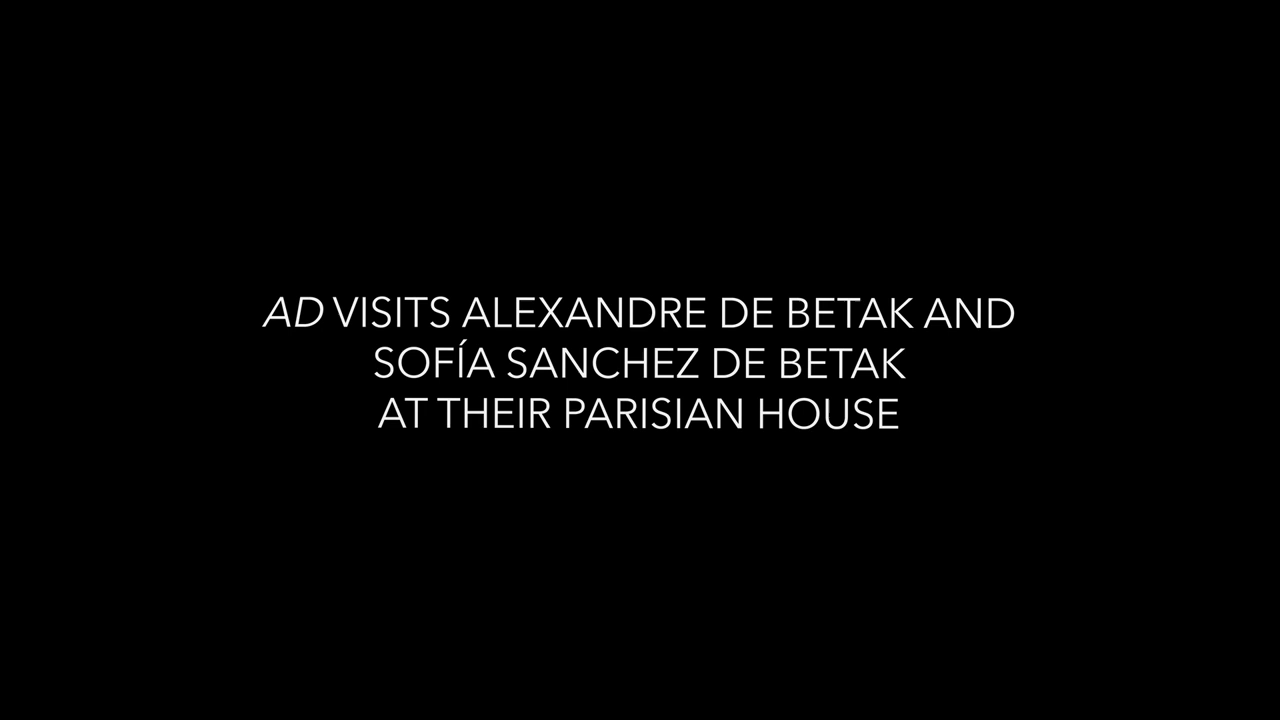 AD VISITS ALEXANDRE DE BETAK AND
SOFÍA SANCHEZ DE BETAK
AT THEIR PARISIAN HOUSE